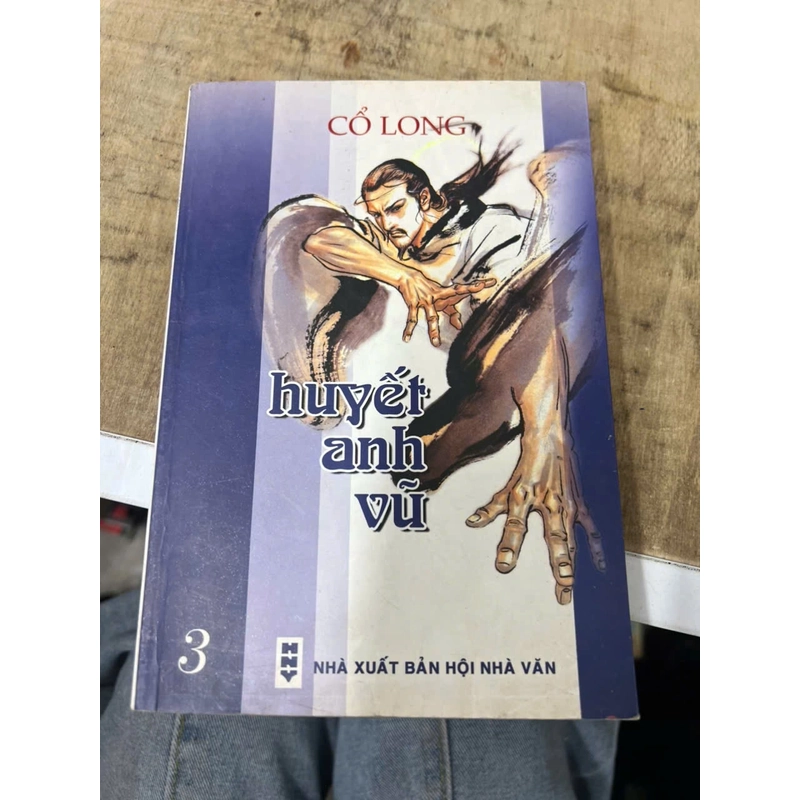 CỔ LONG
huyết
anh
vũ
3
HNV
NHÀ XUẤT BẢN HỘI NHÀ VĂN